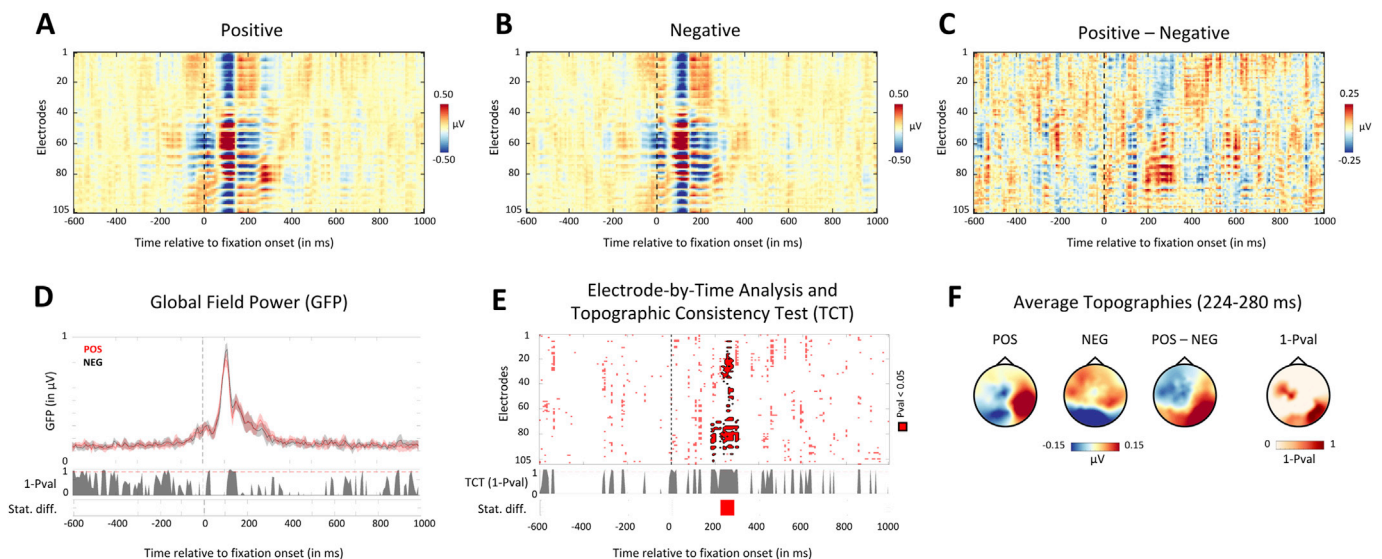 A
Positive
1
20
40
60
80
105
Electrodes
-600 -400 -200 0 200 400 600 800 1000
Time relative to fixation onset (in ms)
0.50
μV
-0.50
B
Negative
1
20
40
60
80
105
Electrodes
-600 -400 -200 0 200 400 600 800 1000
Time relative to fixation onset (in ms)
0.50
μV
-0.50
C
Positive – Negative
1
20
40
60
80
105
Electrodes
-600 -400 -200 0 200 400 600 800 1000
Time relative to fixation onset (in ms)
0.25
μV
-0.25
D
Global Field Power (GFP)
1
POS
NEG
GFP (in μV)
0
1-Pval
1
0
Stat. diff.
-600 -400 -200 0 200 400 600 800 1000
Time relative to fixation onset (in ms)
E
Electrode-by-Time Analysis and
Topographic Consistency Test (TCT)
1
20
40
60
80
105
Electrodes
Pval < 0.05
TCT (1-Pval)
1
0
Stat. diff.
-600 -400 -200 0 200 400 600 800 1000
Time relative to fixation onset (in ms)
F
Average Topographies (224-280 ms)
POS NEG POS – NEG 1-Pval
-0.15 0.15
μV
0 1
1-Pval